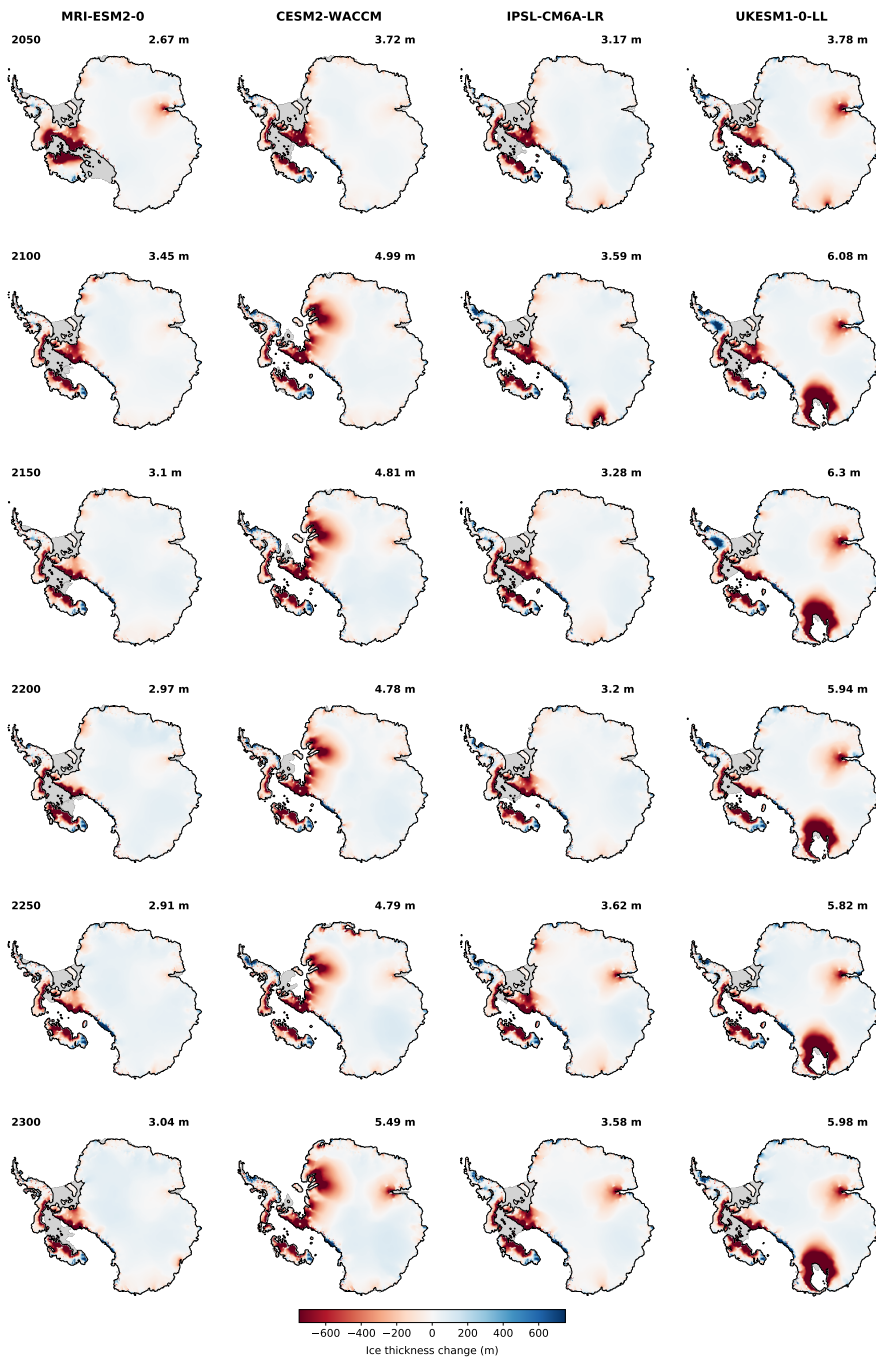 MRI-ESM2-0 CESM2-WACCM IPSL-CM6A-LR UKESM1-0-LL
2050 2.67 m 3.72 m 3.17 m 3.78 m
2100 3.45 m 4.99 m 3.59 m 6.08 m
2150 3.1 m 4.81 m 3.28 m 6.3 m
2200 2.97 m 4.78 m 3.2 m 5.94 m
2250 2.91 m 4.79 m 3.62 m 5.82 m
2300 3.04 m 5.49 m 3.58 m 5.98 m
−600 −400 −200 0 200 400 600
Ice thickness change (m)